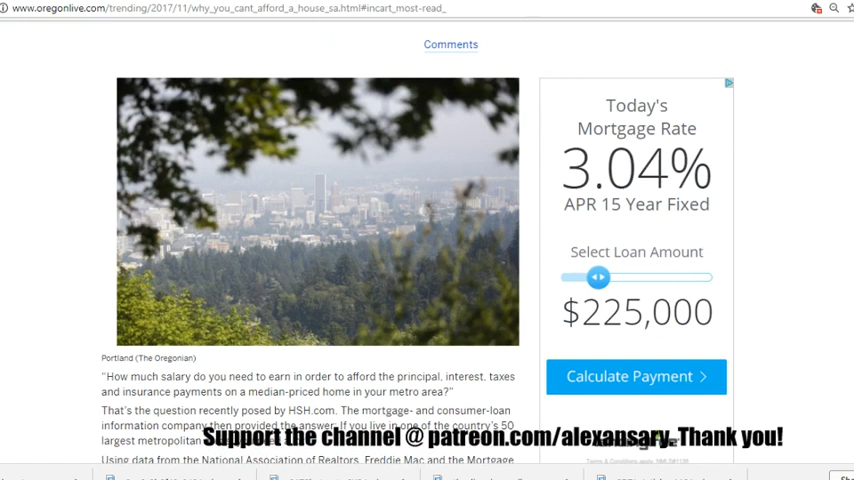 www.oregonlive.com/trending/2017/11/why_you_cant_afford_a_house_sa.html#incart_most-read_
Comments
Today's
Mortgage Rate
3.04%
APR 15 Year Fixed
Select Loan Amount
$225,000
Calculate Payment
Portland (The Oregonian)
"How much salary do you need to earn in order to afford the principal, interest, taxes
and insurance payments on a median-priced home in your metro area?"
That's the question recently posed by HSH.com. The mortgage- and consumer-loan
information company then provided the answer: If you live in one of the country's 50
largest metropolitan
Support the channel @ patreon.com/alexansary. Thank you!
Using data from the National Association of Realtors, Freddie Mac and the Mortgage